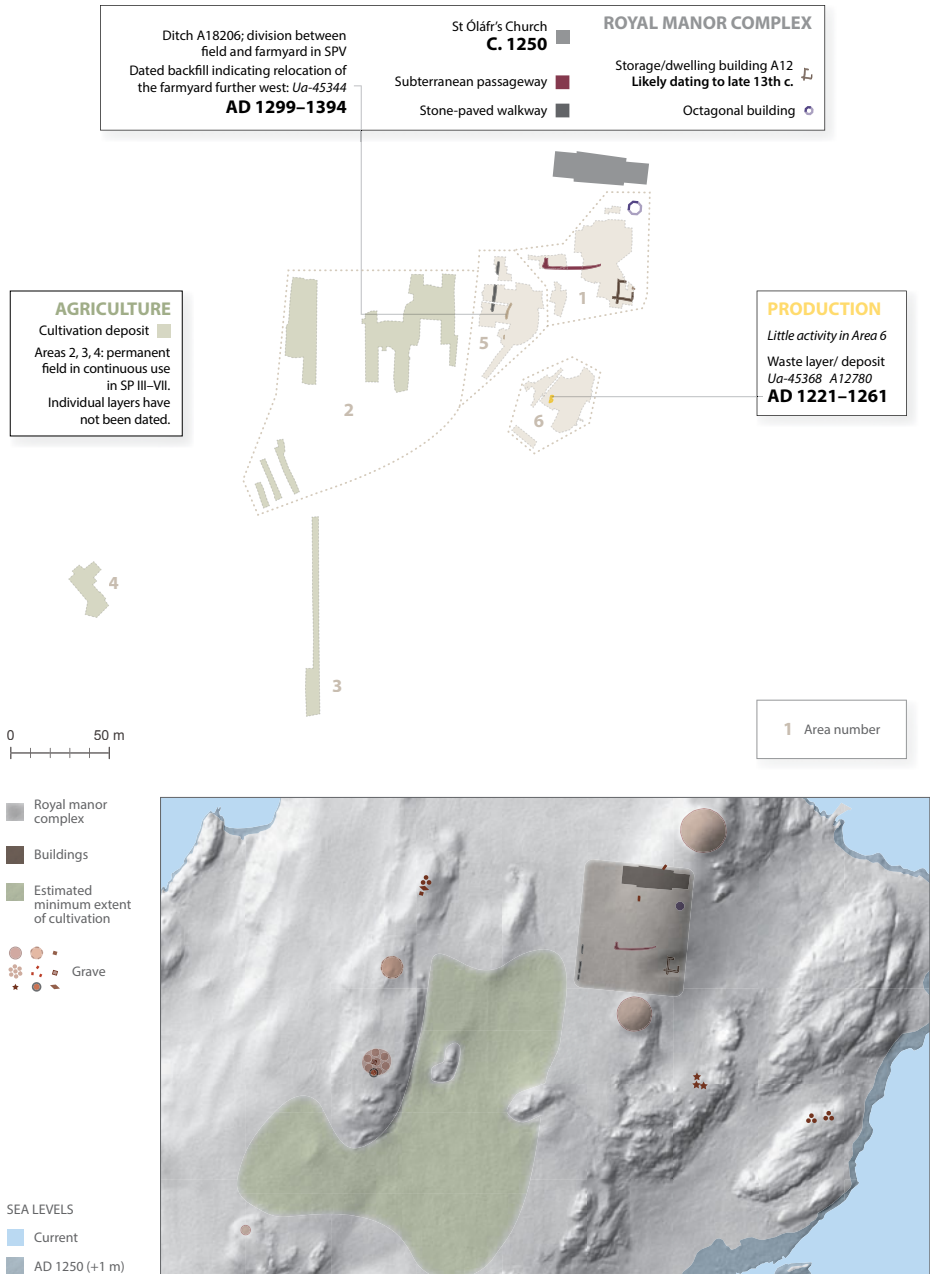 Ditch A18206; division between
field and farmyard in SPV
Dated backfill indicating relocation of
the farmyard further west: Ua-45344
AD 1299–1394
St Óláfr's Church
C. 1250
Subterranean passageway
Stone-paved walkway
ROYAL MANOR COMPLEX
Storage/dwelling building A12
Likely dating to late 13th c.
Octagonal building
AGRICULTURE
Cultivation deposit
Areas 2, 3, 4: permanent
field in continuous use
in SP III–VII.
Individual layers have
not been dated.
1
5
2
6
4
3
PRODUCTION
Little activity in Area 6
Waste layer/ deposit
Ua-45368 A12780
AD 1221–1261
1 Area number
0 50 m
Royal manor
complex
Buildings
Estimated
minimum extent
of cultivation
Grave
SEA LEVELS
Current
AD 1250 (+1 m)